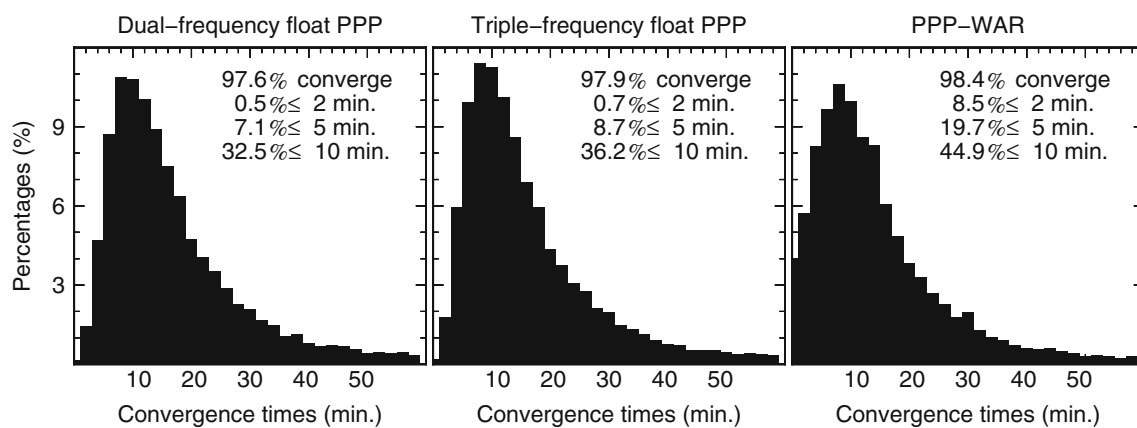 Dual−frequency float PPP
Triple−frequency float PPP
PPP−WAR
97.6% converge
0.5%≤ 2 min.
7.1%≤ 5 min.
32.5%≤ 10 min.
97.9% converge
0.7%≤ 2 min.
8.7%≤ 5 min.
36.2%≤ 10 min.
98.4% converge
8.5%≤ 2 min.
19.7%≤ 5 min.
44.9%≤ 10 min.
Percentages (%)
9
6
3
10 20 30 40 50
10 20 30 40 50
10 20 30 40 50
Convergence times (min.)
Convergence times (min.)
Convergence times (min.)